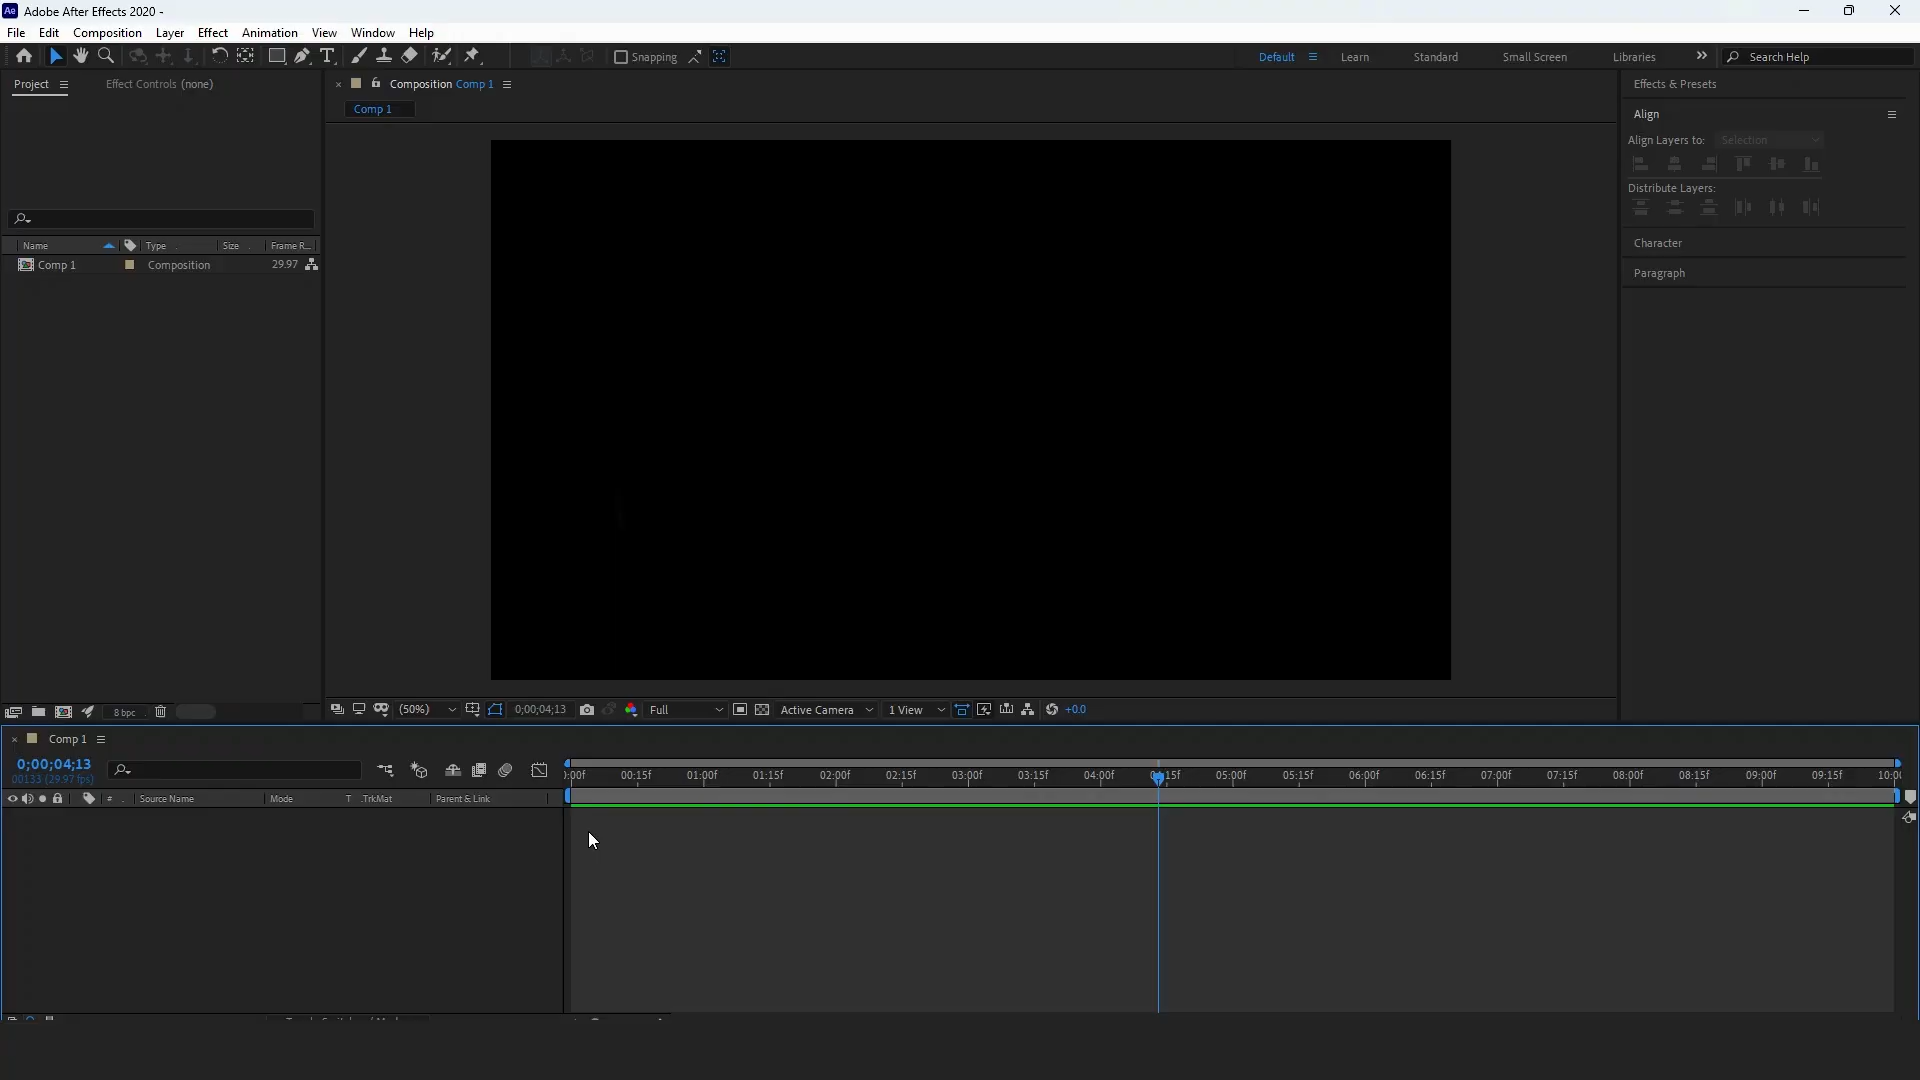 Adobe After Effects 2020 -
File Edit Composition Layer Effect Animation View Window Help
Snapping Default Learn Standard Small Screen Libraries Search Help
Project Effect Controls (none)
Composition Comp 1
Comp 1
Effects & Presets
Align
Align Layers to: Selection
Distribute Layers:
Character
Paragraph
Name Type Size Frame R...
Comp 1 Composition 29.97
8 bpc
(50%) 0;00;04;13 Full Active Camera 1 View +0.0
Comp 1
0;00;04;13
00133 (29.97 fps)
:00f 00:15f 01:00f 01:15f 02:00f 02:15f 03:00f 03:15f 04:00f 05:00f 05:15f 06:00f 06:15f 07:00f 07:15f 08:00f 08:15f 09:00f 09:15f
# Source Name Mode T .TrkMat Parent & Link